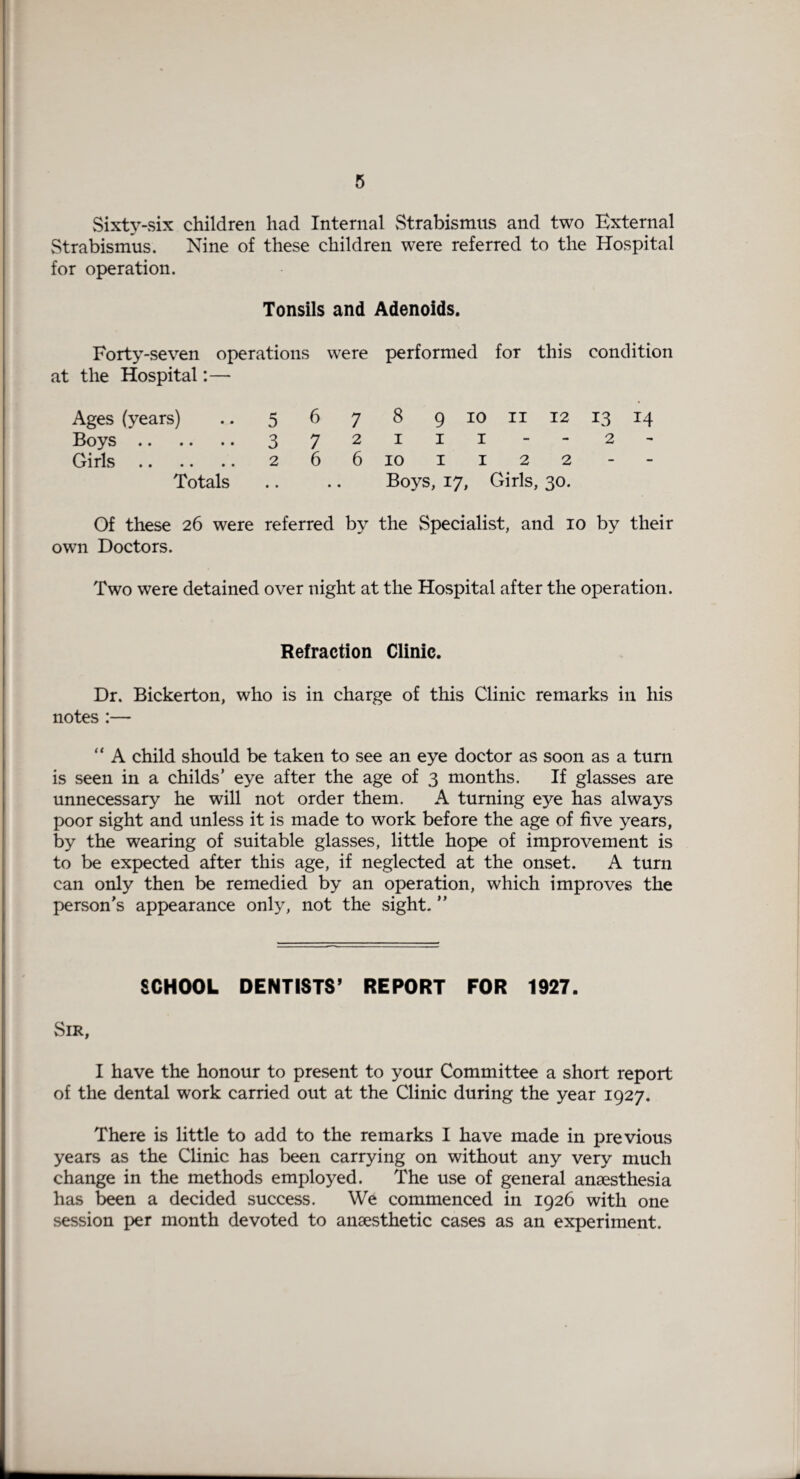 5
Sixty-six children had Internal Strabismus and two External
Strabismus. Nine of these children were referred to the Hospital
for operation.
Tonsils and Adenoids.
Forty-seven operations were performed for this condition
at the Hospital:—
Ages (years) .. 5 6 7 8 9 10 11 12 13 14
Boys .. .. .. 3 7 2 1 1 1 - - 2 -
Girls .. .. .. 2 6 6 10 1 1 2 2 - -
Totals .. .. Boys, 17, Girls, 30.
Of these 26 were referred by the Specialist, and 10 by their
own Doctors.
Two were detained over night at the Hospital after the operation.
Refraction Clinic.
Dr. Bickerton, who is in charge of this Clinic remarks in his
notes :—
“ A child should be taken to see an eye doctor as soon as a turn
is seen in a childs’ eye after the age of 3 months. If glasses are
unnecessary he will not order them. A turning eye has always
poor sight and unless it is made to work before the age of five years,
by the wearing of suitable glasses, little hope of improvement is
to be expected after this age, if neglected at the onset. A turn
can only then be remedied by an operation, which improves the
person’s appearance only, not the sight. ”
SCHOOL DENTISTS’ REPORT FOR 1927.
Sir,
I have the honour to present to your Committee a short report
of the dental work carried out at the Clinic during the year 1927.
There is little to add to the remarks I have made in previous
years as the Clinic has been carrying on without any very much
change in the methods employed. The use of general anæsthesia
has been a decided success. We commenced in 1926 with one
session per month devoted to anæsthetic cases as an experiment.